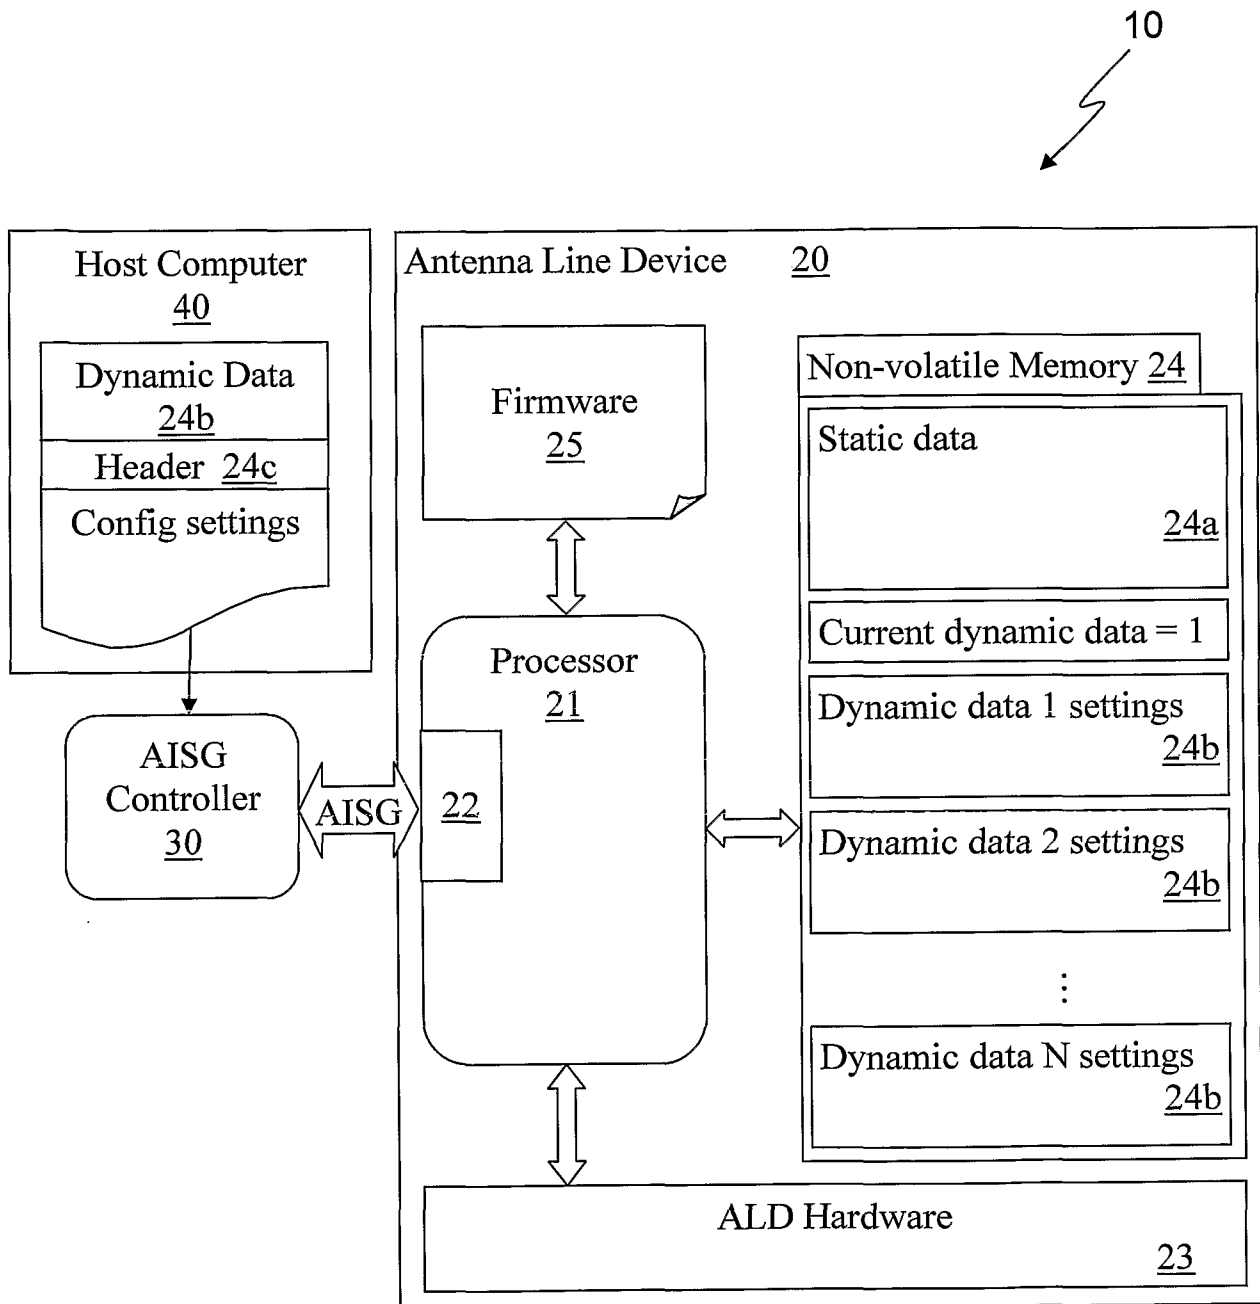 10
Host Computer
40
Dynamic Data
24b
Header 24c
Config settings
AISG
Controller
30
AISG
Antenna Line Device 20
Firmware
25
Processor
21
22
Non-volatile Memory 24
Static data
24a
Current dynamic data = 1
Dynamic data 1 settings
24b
Dynamic data 2 settings
24b
⋮
Dynamic data N settings
24b
ALD Hardware
23